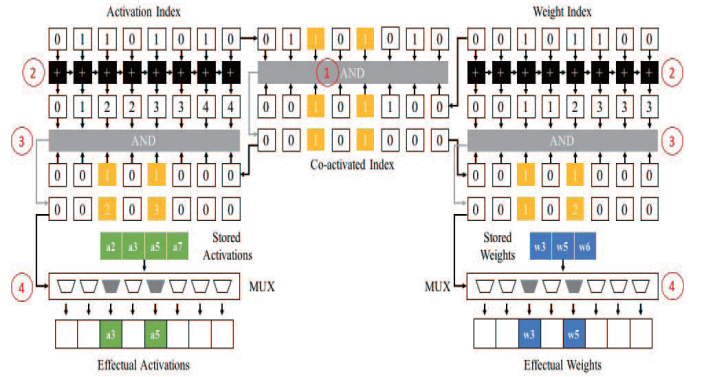 Activation Index
Weight Index
0 1 1 0 1 0 1 0
0 1 1 0 1 0 1 0
0 0 1 0 1 1 0 0
2 + + + + + + + +
1 AND
+ + + + + + + + 2
0 1 2 2 3 3 4 4
0 0 1 0 1 1 0 0
0 0 1 1 2 3 3 3
3 AND
0 0 1 0 1 0 0 0
AND 3
Co-activated Index
0 0 1 0 1 0 0 0
0 0 1 0 1 0 0 0
0 0 2 0 3 0 0 0
0 0 1 0 2 0 0 0
a2 a3 a5 a7
Stored
Activations
Stored
Weights
w3 w5 w6
4
MUX
MUX
4
a3 a5
w3 w5
Effectual Activations
Effectual Weights